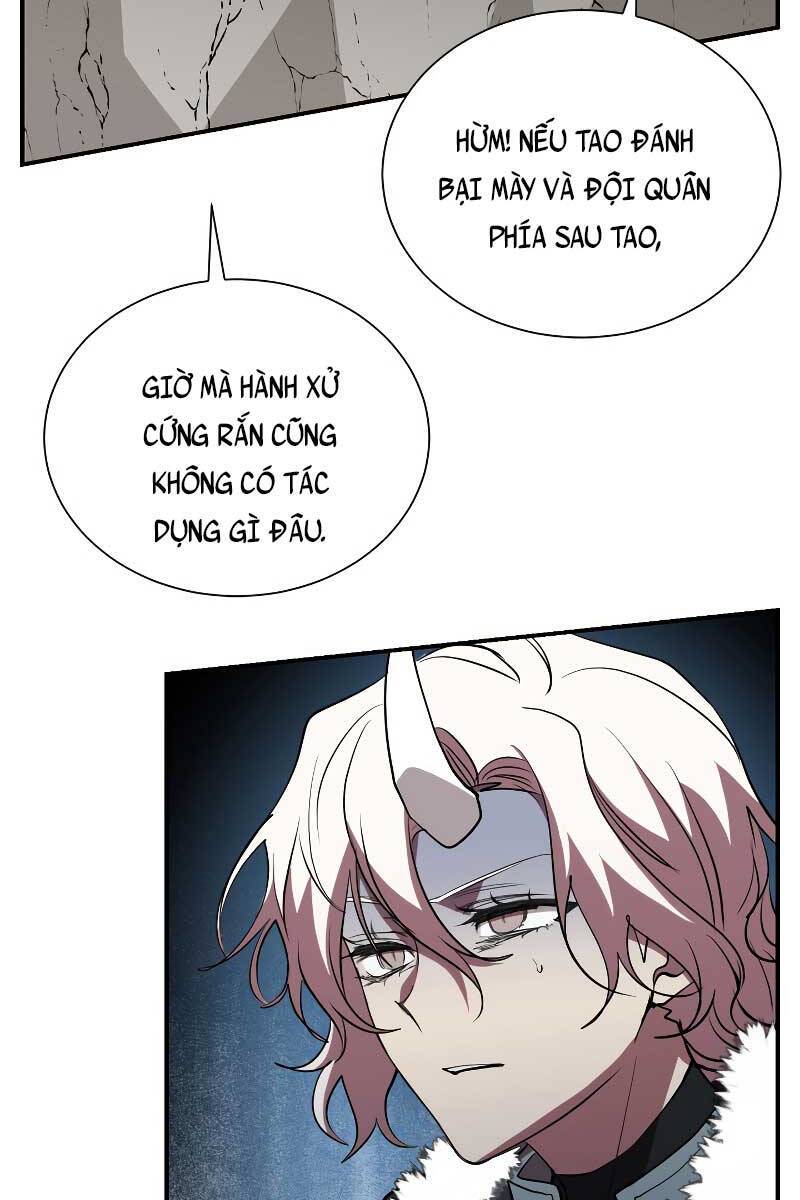 HỪM! NẾU TAO ĐÁNH
BẠI MÀY VÀ ĐỘI QUÂN
PHÍA SAU TAO,
GIỜ MÀ HÀNH XỬ
CỨNG RẮN CŨNG
KHÔNG CÓ TÁC
DỤNG GÌ ĐÂU.